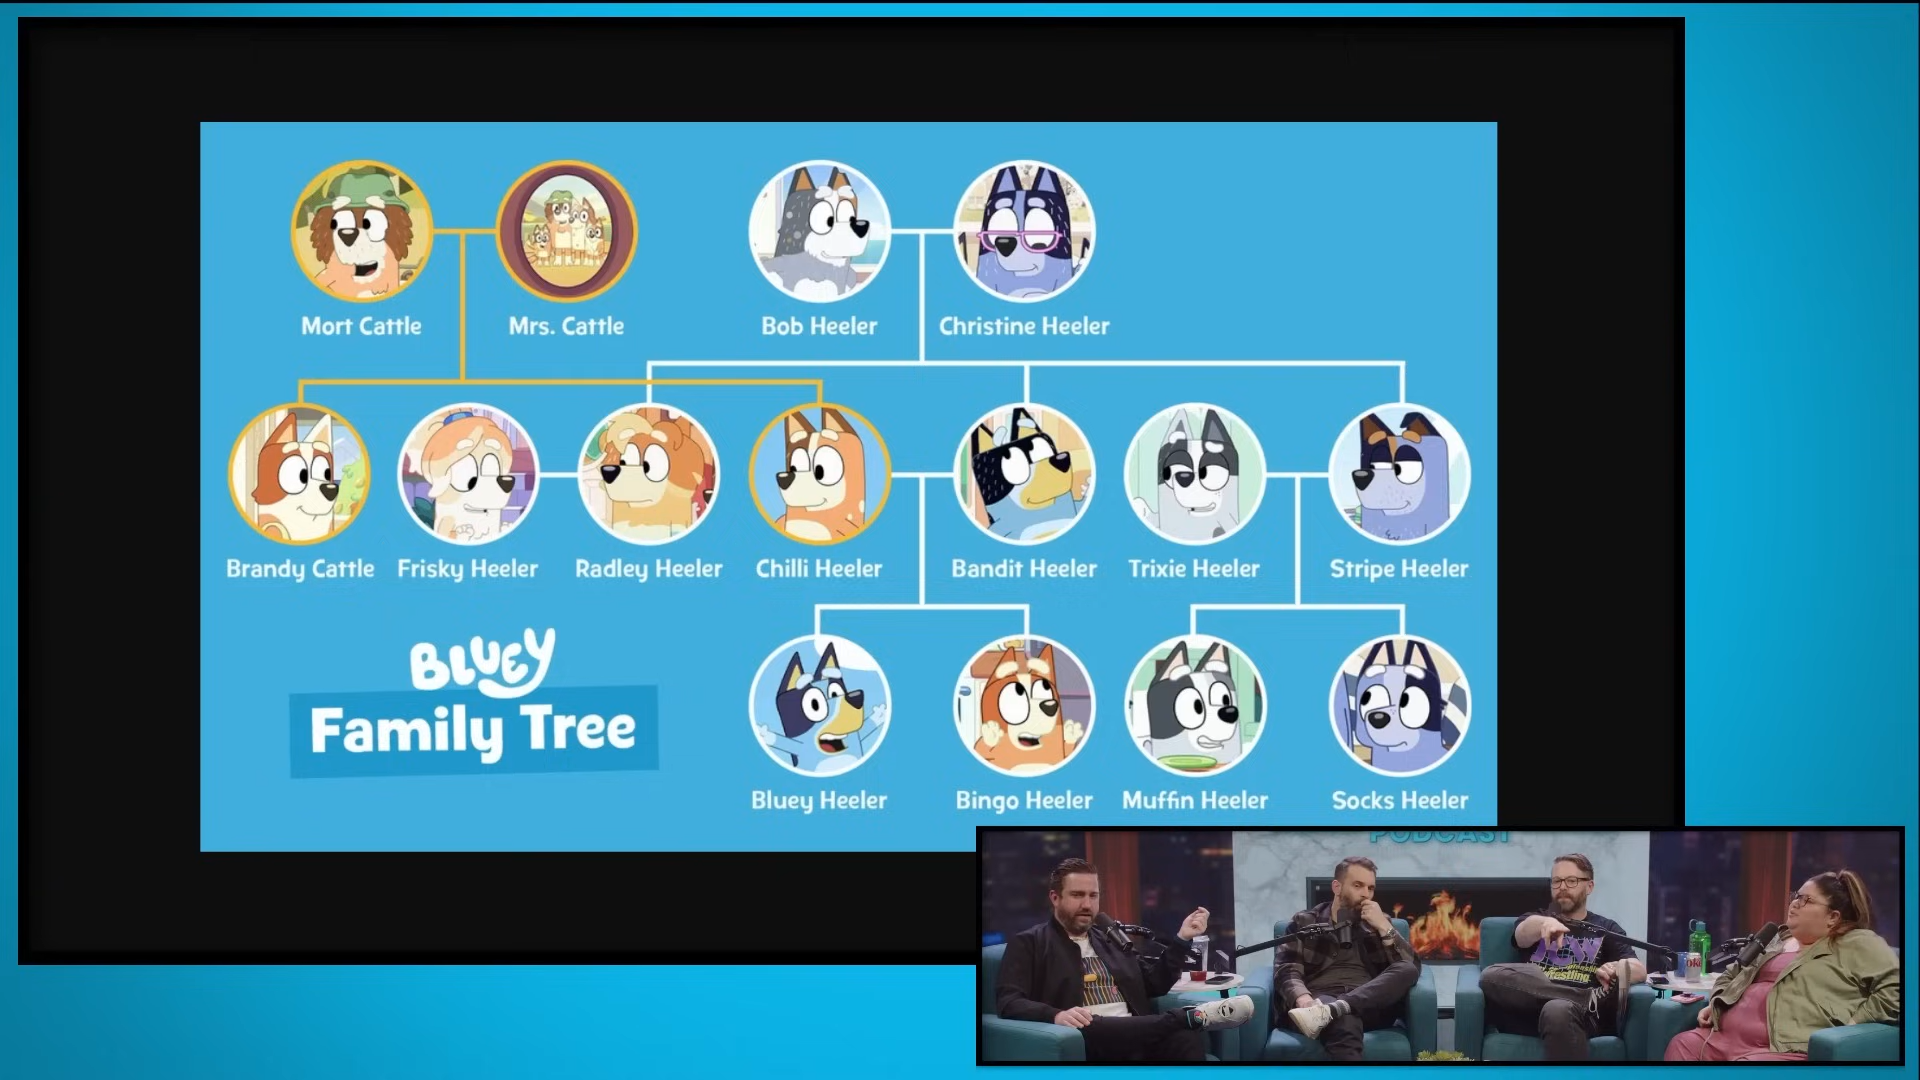 Mort Cattle
Mrs. Cattle
Bob Heeler
Christine Heeler
Brandy Cattle
Frisky Heeler
Radley Heeler
Chilli Heeler
Bandit Heeler
Trixie Heeler
Stripe Heeler
BLUEY
Family Tree
Bluey Heeler
Bingo Heeler
Muffin Heeler
Socks Heeler
PODCAST